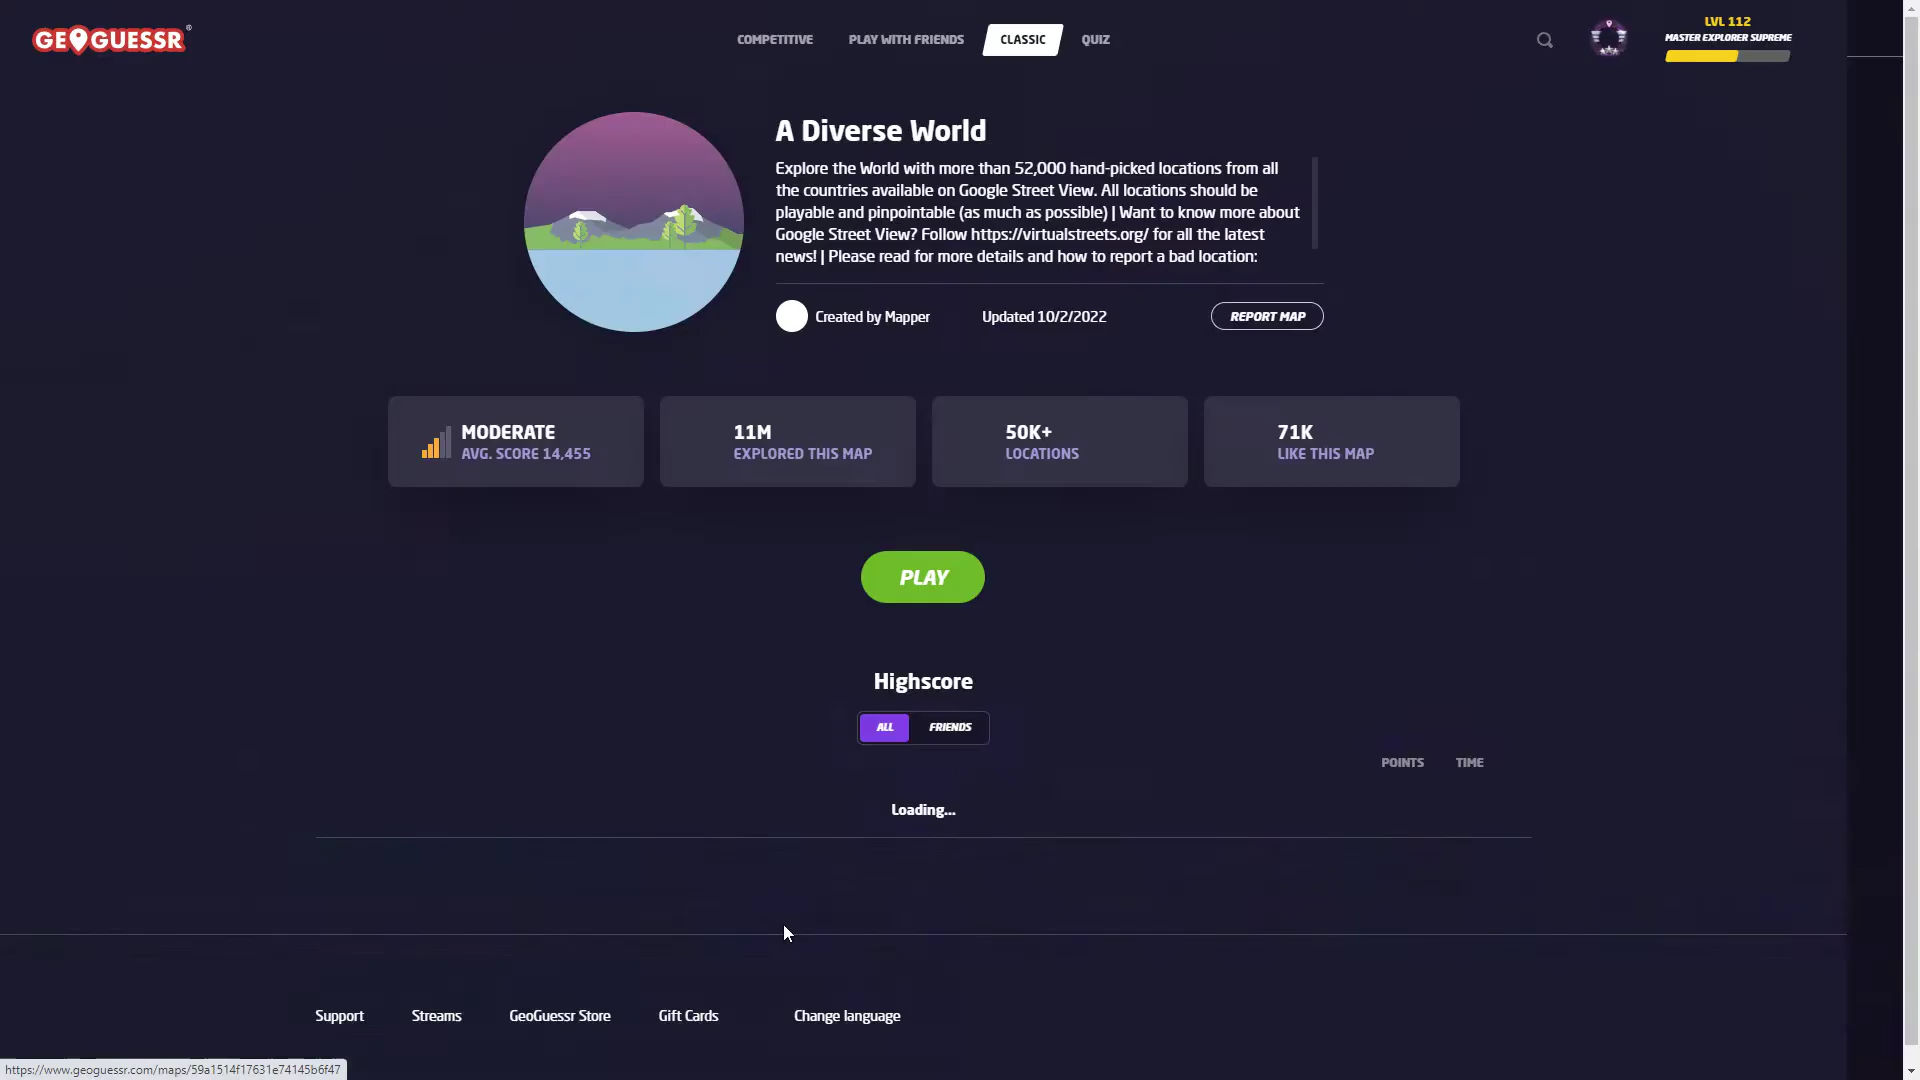 GEOGUESSR®
COMPETITIVE
PLAY WITH FRIENDS
CLASSIC
QUIZ
LVL 112
MASTER EXPLORER SUPREME
A Diverse World
Explore the World with more than 52,000 hand-picked locations from all
the countries available on Google Street View. All locations should be
playable and pinpointable (as much as possible) | Want to know more about
Google Street View? Follow https://virtualstreets.org/ for all the latest
news! | Please read for more details and how to report a bad location:
Created by Mapper
Updated 10/2/2022
REPORT MAP
MODERATE
AVG. SCORE 14,455
11M
EXPLORED THIS MAP
50K+
LOCATIONS
71K
LIKE THIS MAP
PLAY
Highscore
ALL
FRIENDS
POINTS
TIME
Loading...
Support
Streams
GeoGuessr Store
Gift Cards
Change language
https://www.geoguessr.com/maps/59a1514f17631e74145b6f47